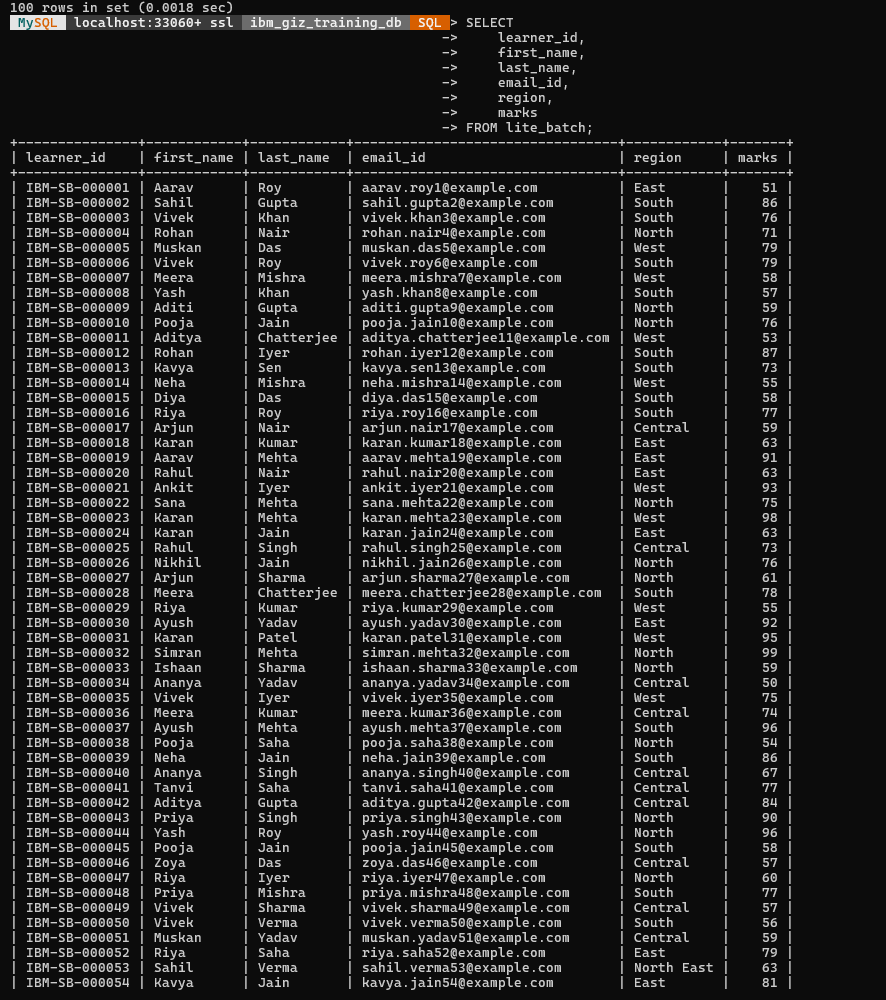 100 rows in set (0.0018 sec)
MySQL localhost:33060+ ssl ibm_giz_training_db SQL > SELECT
-> learner_id,
-> first_name,
-> last_name,
-> email_id,
-> region,
-> marks
-> FROM lite_batch;
+---------------+------------+------------+---------------------------------+------------+-------+
| learner_id | first_name | last_name | email_id | region | marks |
+---------------+------------+------------+---------------------------------+------------+-------+
| IBM-SB-000001 | Aarav | Roy | aarav.roy1@example.com | East | 51 |
| IBM-SB-000002 | Sahil | Gupta | sahil.gupta2@example.com | South | 86 |
| IBM-SB-000003 | Vivek | Khan | vivek.khan3@example.com | South | 76 |
| IBM-SB-000004 | Rohan | Nair | rohan.nair4@example.com | North | 71 |
| IBM-SB-000005 | Muskan | Das | muskan.das5@example.com | West | 79 |
| IBM-SB-000006 | Vivek | Roy | vivek.roy6@example.com | South | 79 |
| IBM-SB-000007 | Meera | Mishra | meera.mishra7@example.com | West | 58 |
| IBM-SB-000008 | Yash | Khan | yash.khan8@example.com | South | 57 |
| IBM-SB-000009 | Aditi | Gupta | aditi.gupta9@example.com | North | 59 |
| IBM-SB-000010 | Pooja | Jain | pooja.jain10@example.com | North | 76 |
| IBM-SB-000011 | Aditya | Chatterjee | aditya.chatterjee11@example.com | West | 53 |
| IBM-SB-000012 | Rohan | Iyer | rohan.iyer12@example.com | South | 87 |
| IBM-SB-000013 | Kavya | Sen | kavya.sen13@example.com | South | 73 |
| IBM-SB-000014 | Neha | Mishra | neha.mishra14@example.com | West | 55 |
| IBM-SB-000015 | Diya | Das | diya.das15@example.com | South | 58 |
| IBM-SB-000016 | Riya | Roy | riya.roy16@example.com | South | 77 |
| IBM-SB-000017 | Arjun | Nair | arjun.nair17@example.com | Central | 59 |
| IBM-SB-000018 | Karan | Kumar | karan.kumar18@example.com | East | 63 |
| IBM-SB-000019 | Aarav | Mehta | aarav.mehta19@example.com | East | 91 |
| IBM-SB-000020 | Rahul | Nair | rahul.nair20@example.com | East | 63 |
| IBM-SB-000021 | Ankit | Iyer | ankit.iyer21@example.com | West | 93 |
| IBM-SB-000022 | Sana | Mehta | sana.mehta22@example.com | North | 75 |
| IBM-SB-000023 | Karan | Mehta | karan.mehta23@example.com | West | 98 |
| IBM-SB-000024 | Karan | Jain | karan.jain24@example.com | East | 63 |
| IBM-SB-000025 | Rahul | Singh | rahul.singh25@example.com | Central | 73 |
| IBM-SB-000026 | Nikhil | Jain | nikhil.jain26@example.com | North | 76 |
| IBM-SB-000027 | Arjun | Sharma | arjun.sharma27@example.com | North | 61 |
| IBM-SB-000028 | Meera | Chatterjee | meera.chatterjee28@example.com | South | 78 |
| IBM-SB-000029 | Riya | Kumar | riya.kumar29@example.com | West | 55 |
| IBM-SB-000030 | Ayush | Yadav | ayush.yadav30@example.com | East | 92 |
| IBM-SB-000031 | Karan | Patel | karan.patel31@example.com | West | 95 |
| IBM-SB-000032 | Simran | Mehta | simran.mehta32@example.com | North | 99 |
| IBM-SB-000033 | Ishaan | Sharma | ishaan.sharma33@example.com | North | 59 |
| IBM-SB-000034 | Ananya | Yadav | ananya.yadav34@example.com | Central | 50 |
| IBM-SB-000035 | Vivek | Iyer | vivek.iyer35@example.com | West | 75 |
| IBM-SB-000036 | Meera | Kumar | meera.kumar36@example.com | Central | 74 |
| IBM-SB-000037 | Ayush | Mehta | ayush.mehta37@example.com | South | 96 |
| IBM-SB-000038 | Pooja | Saha | pooja.saha38@example.com | North | 54 |
| IBM-SB-000039 | Neha | Jain | neha.jain39@example.com | South | 86 |
| IBM-SB-000040 | Ananya | Singh | ananya.singh40@example.com | Central | 67 |
| IBM-SB-000041 | Tanvi | Saha | tanvi.saha41@example.com | Central | 77 |
| IBM-SB-000042 | Aditya | Gupta | aditya.gupta42@example.com | Central | 84 |
| IBM-SB-000043 | Priya | Singh | priya.singh43@example.com | North | 90 |
| IBM-SB-000044 | Yash | Roy | yash.roy44@example.com | North | 96 |
| IBM-SB-000045 | Pooja | Jain | pooja.jain45@example.com | South | 58 |
| IBM-SB-000046 | Zoya | Das | zoya.das46@example.com | Central | 57 |
| IBM-SB-000047 | Riya | Iyer | riya.iyer47@example.com | North | 60 |
| IBM-SB-000048 | Priya | Mishra | priya.mishra48@example.com | South | 77 |
| IBM-SB-000049 | Vivek | Sharma | vivek.sharma49@example.com | Central | 57 |
| IBM-SB-000050 | Vivek | Verma | vivek.verma50@example.com | South | 56 |
| IBM-SB-000051 | Muskan | Yadav | muskan.yadav51@example.com | Central | 59 |
| IBM-SB-000052 | Riya | Saha | riya.saha52@example.com | East | 79 |
| IBM-SB-000053 | Sahil | Verma | sahil.verma53@example.com | North East | 63 |
| IBM-SB-000054 | Kavya | Jain | kavya.jain54@example.com | East | 81 |